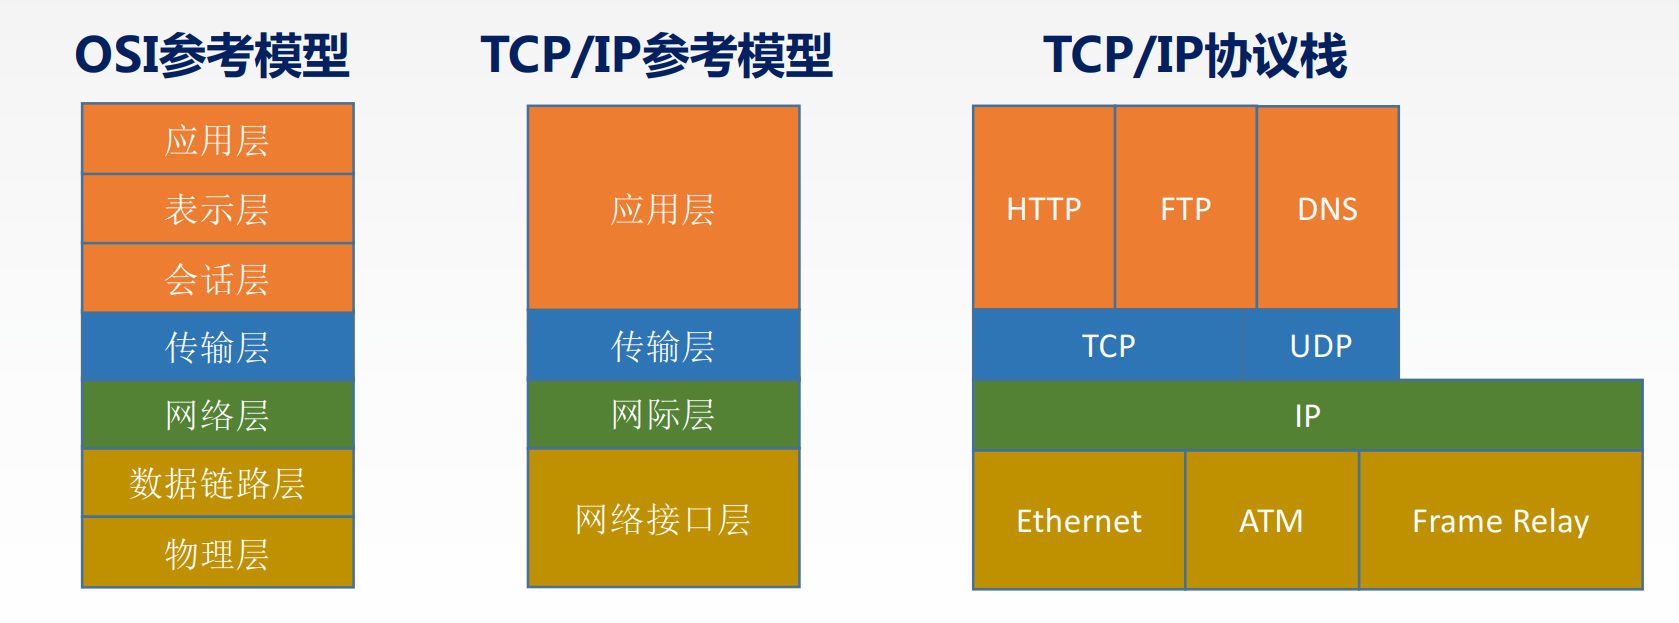 OSI参考模型
应用层
表示层
会话层
传输层
网络层
数据链路层
物理层
TCP/IP参考模型
应用层
传输层
网际层
网络接口层
TCP/IP协议栈
HTTP FTP DNS
TCP UDP
IP
Ethernet ATM Frame Relay